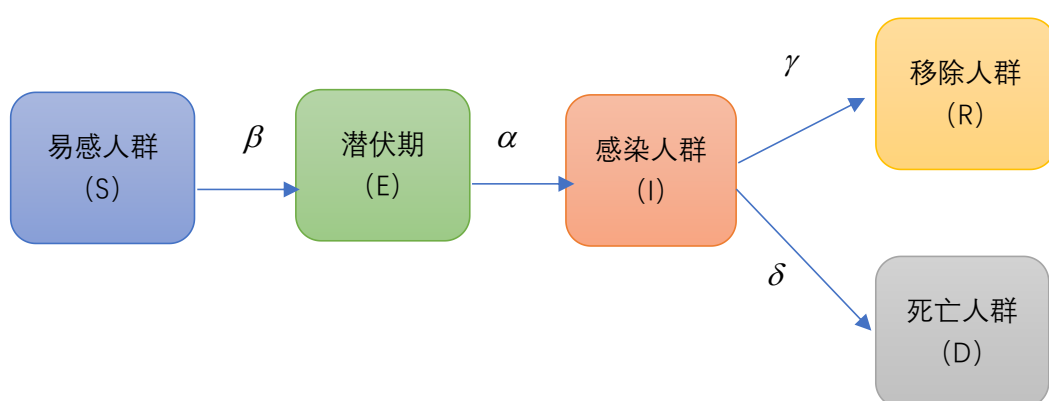 易感人群
（S）
β
潜伏期
（E）
α
感染人群
（I）
γ
移除人群
（R）
δ
死亡人群
（D）